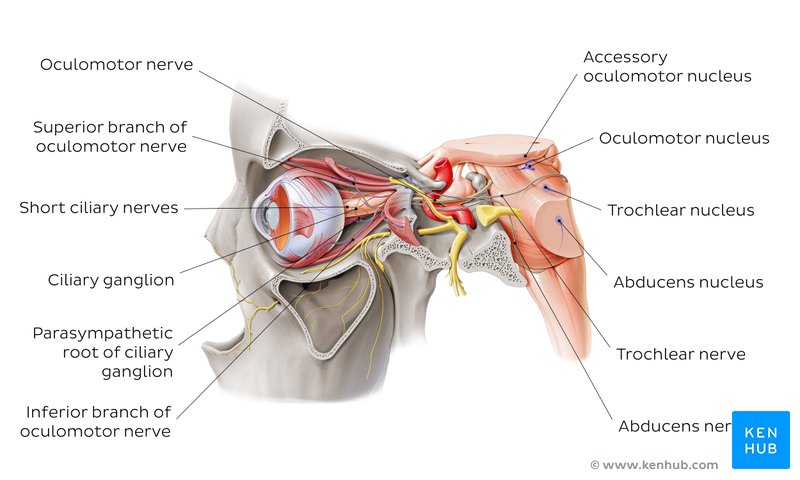 Oculomotor nerve
Superior branch of
oculomotor nerve
Short ciliary nerves
Ciliary ganglion
Parasympathetic
root of ciliary
ganglion
Inferior branch of
oculomotor nerve
Accessory
oculomotor nucleus
Oculomotor nucleus
Trochlear nucleus
Abducens nucleus
Trochlear nerve
Abducens ner
KEN
HUB
© www.kenhub.com